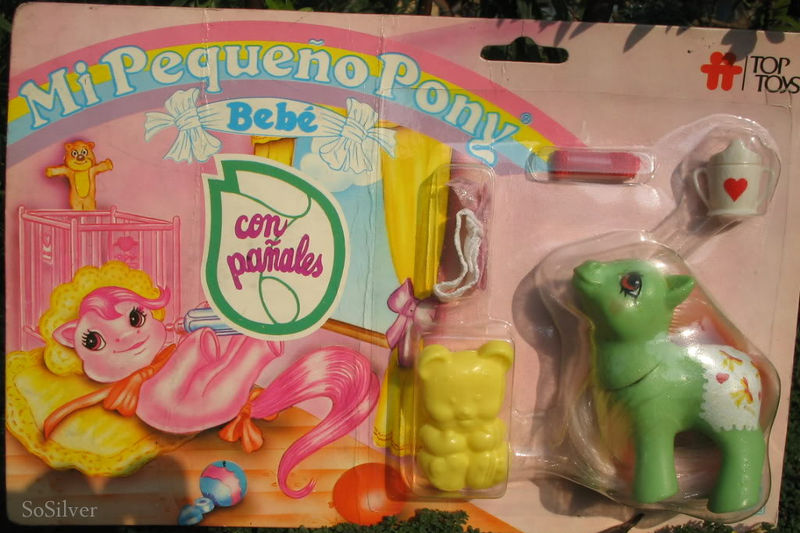 Mi Pequeño Pony®
Bebé
con
pañales
TOP
TOYS
SoSilver